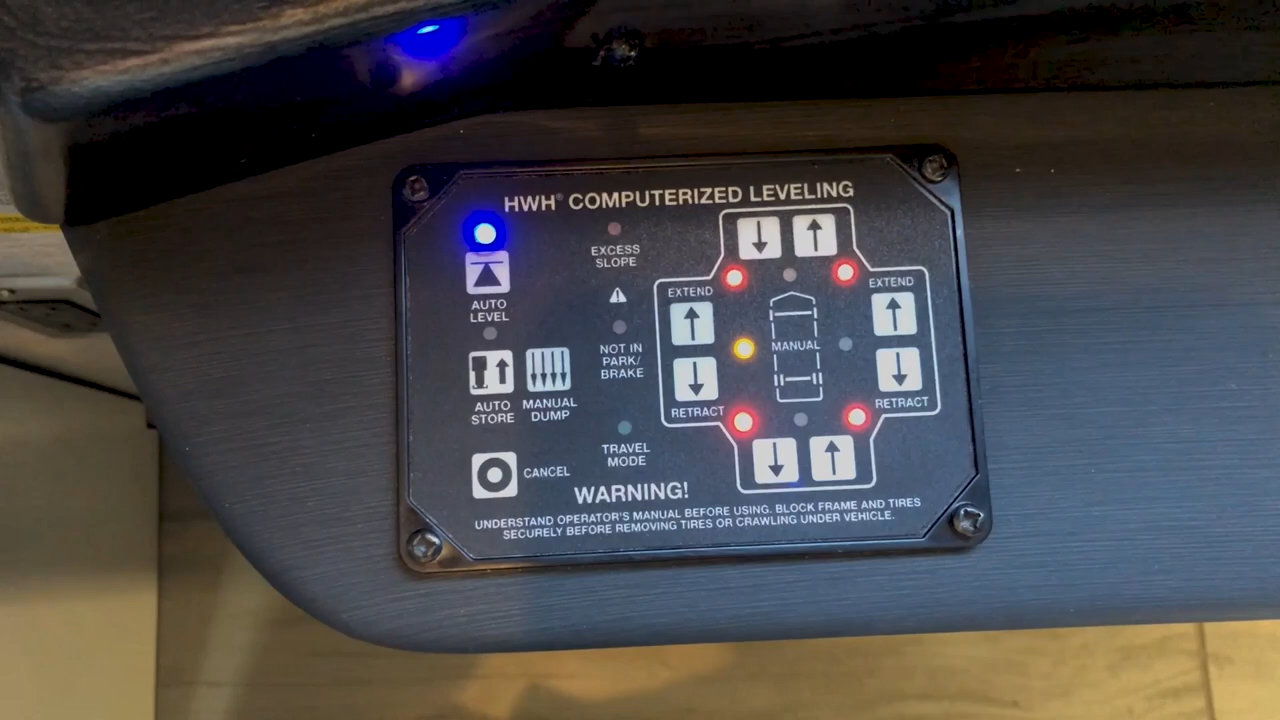 HWH® COMPUTERIZED LEVELING
AUTO
LEVEL
AUTO
STORE
MANUAL
DUMP
CANCEL
EXCESS
SLOPE
NOT IN
PARK/
BRAKE
TRAVEL
MODE
EXTEND
RETRACT
MANUAL
EXTEND
RETRACT
WARNING!
UNDERSTAND OPERATOR'S MANUAL BEFORE USING. BLOCK FRAME AND TIRES
SECURELY BEFORE REMOVING TIRES OR CRAWLING UNDER VEHICLE.